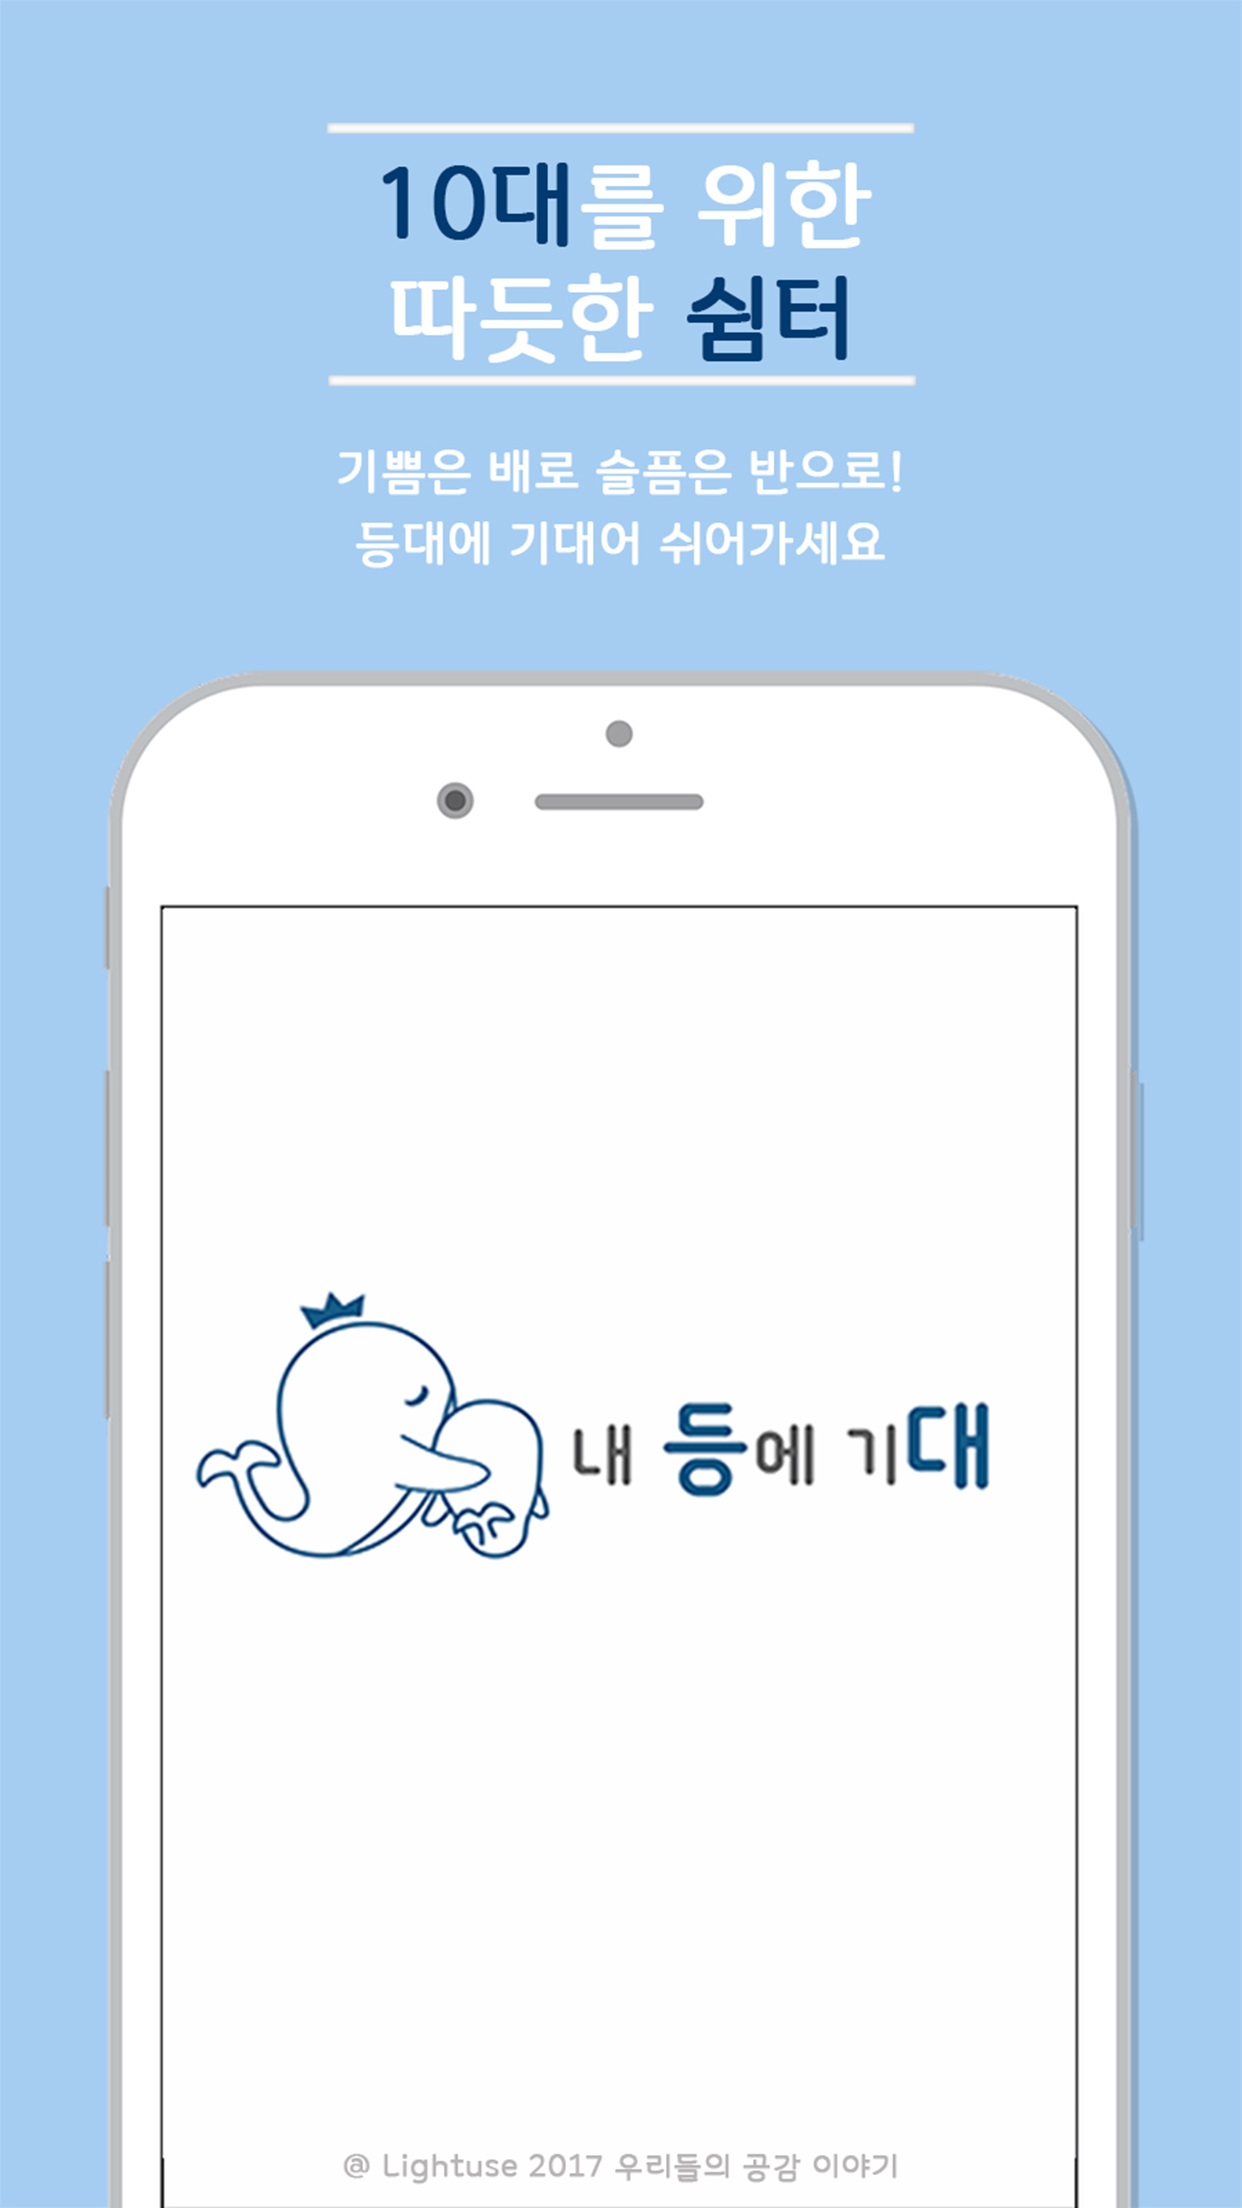 10대를 위한
따듯한 쉼터
기쁨은 배로 슬픔은 반으로!
등대에 기대어 쉬어가세요
내 등에 기대
@ Lightuse 2017 우리들의 공감 이야기